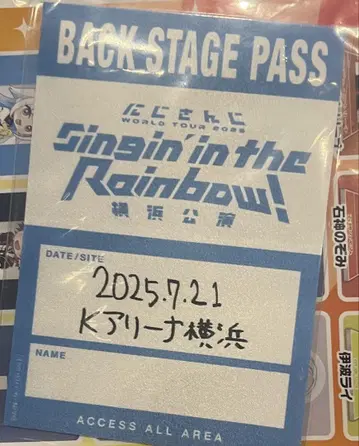 BACK STAGE PASS
にじさんじ
WORLD TOUR 2025
Singin' in the
Rainbow!
横浜公演
DATE/SITE
2025.7.21
Kアリーナ横浜
NAME
ACCESS ALL AREA
石神のぞみ
伊波ライ